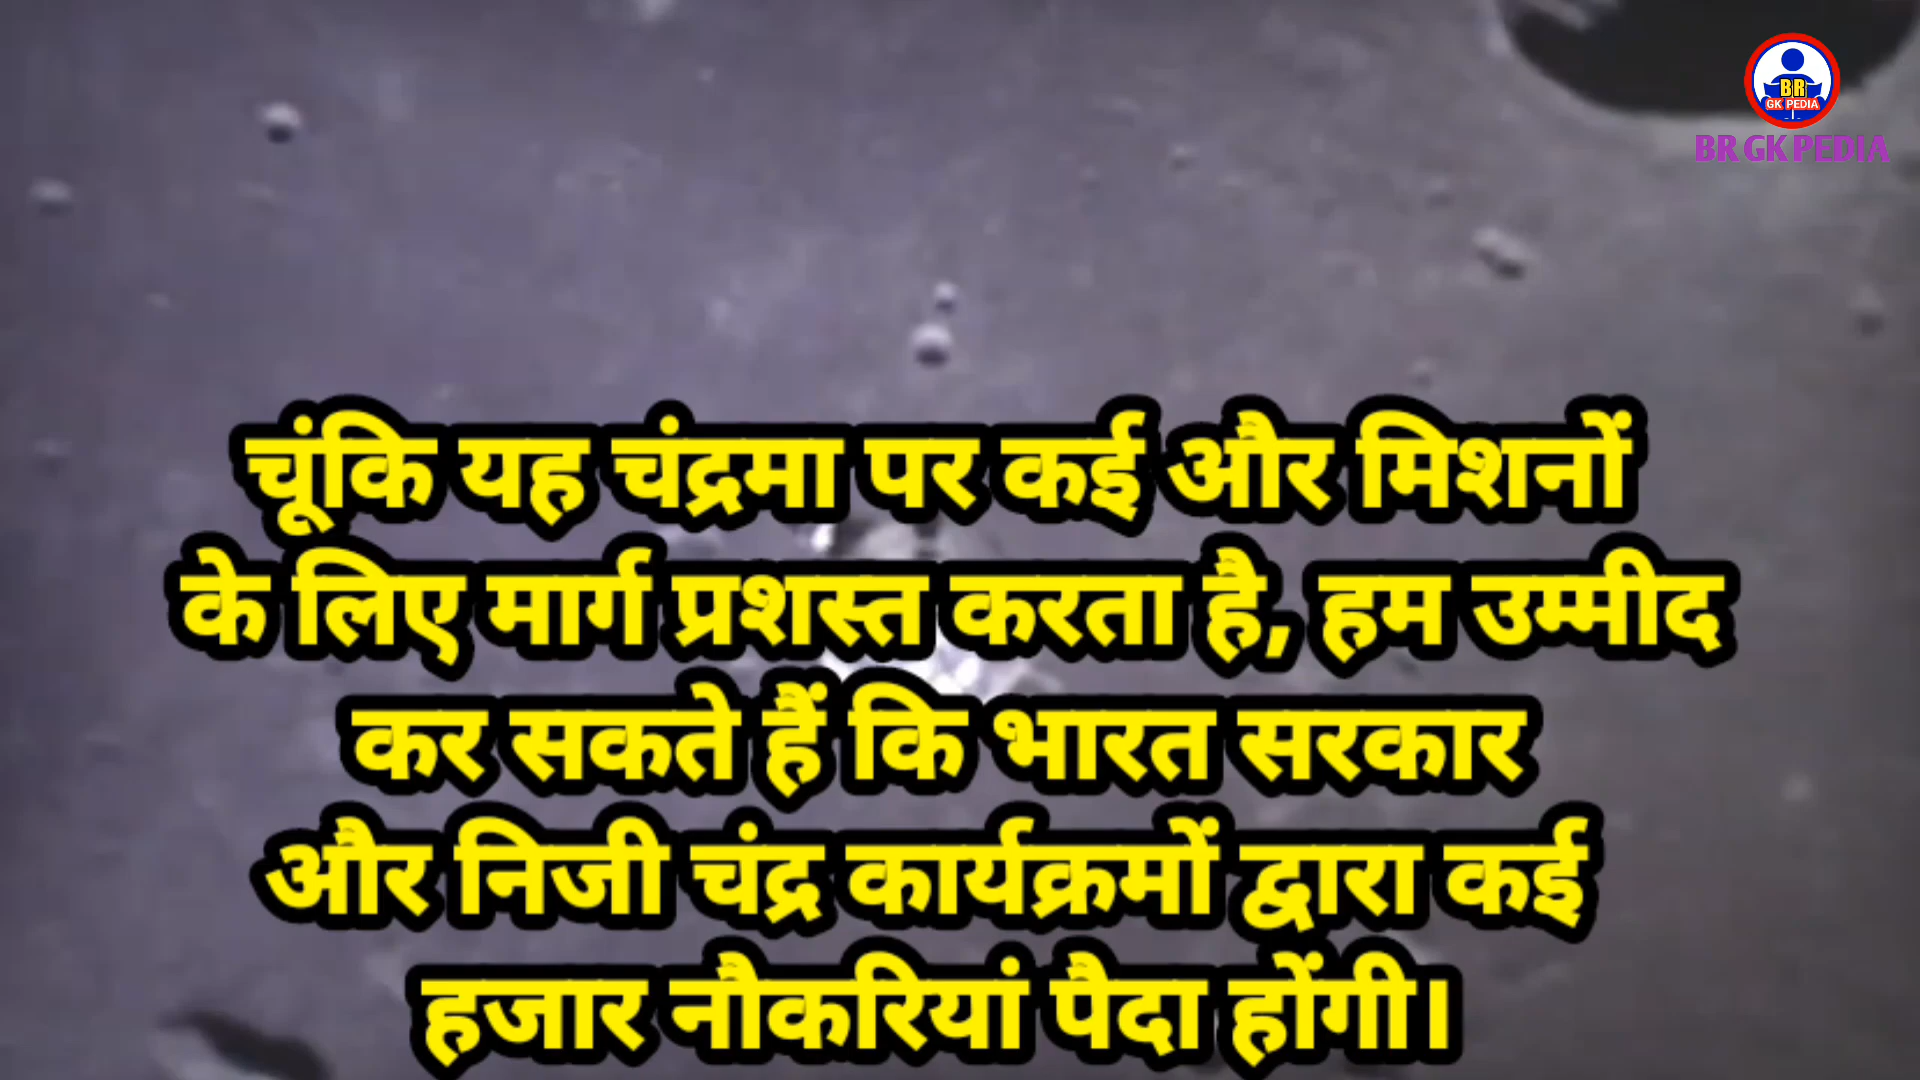 BR
GK PEDIA
BR GK PEDIA
चूंकि यह चंद्रमा पर कई और मिशनों
के लिए मार्ग प्रशस्त करता है, हम उम्मीद
कर सकते हैं कि भारत सरकार
और निजी चंद्र कार्यक्रमों द्वारा कई
हजार नौकरियां पैदा होंगी।